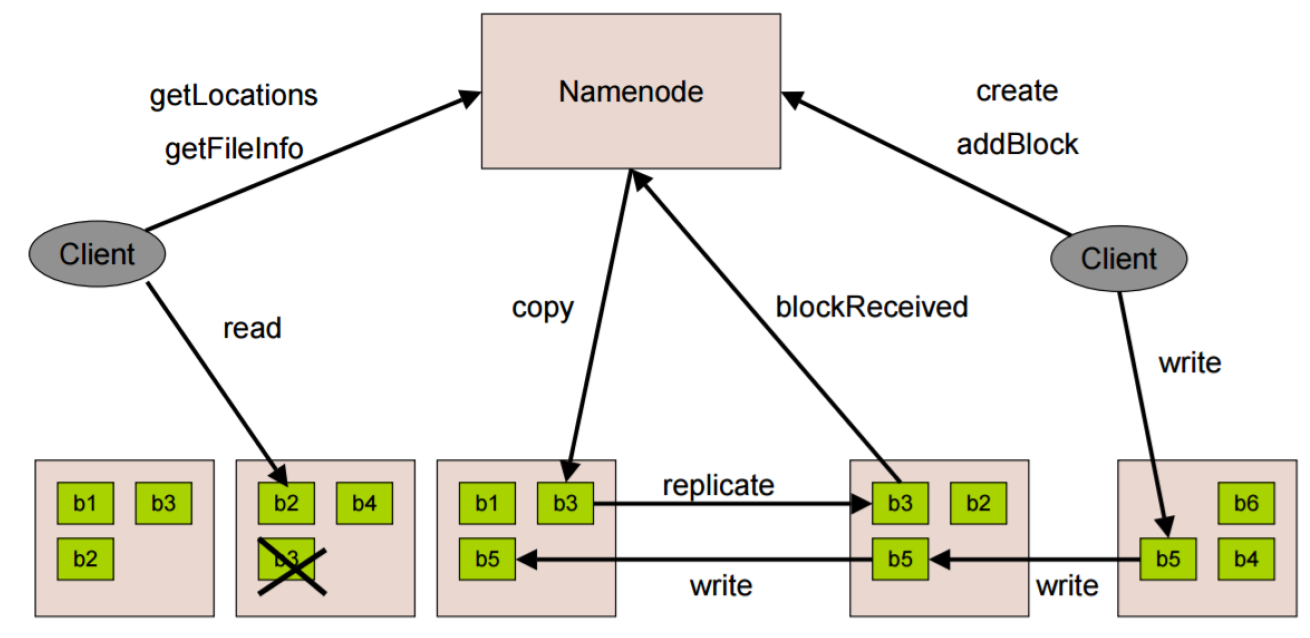 Namenode
getLocations
getFileInfo
create
addBlock
Client
Client
copy
blockReceived
read
write
b1 b3
b2
b2 b4
b3
b1 b3
b5
replicate
write
b3 b2
b5
write
b6
b5 b4